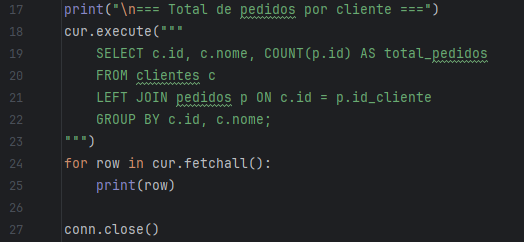 17 print("\n=== Total de pedidos por cliente ===")
18 cur.execute("""
19     SELECT c.id, c.nome, COUNT(p.id) AS total_pedidos
20     FROM clientes c
21     LEFT JOIN pedidos p ON c.id = p.id_cliente
22     GROUP BY c.id, c.nome;
23 """)
24 for row in cur.fetchall():
25     print(row)
26
27 conn.close()